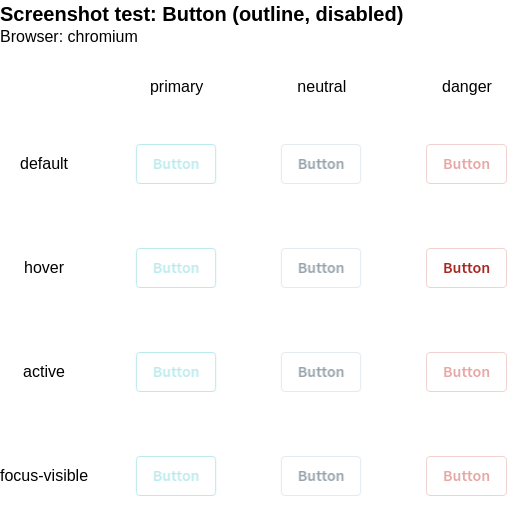 Screenshot test: Button (outline, disabled)
Browser: chromium
primary neutral danger
default Button Button Button
hover Button Button Button
active Button Button Button
focus-visible Button Button Button